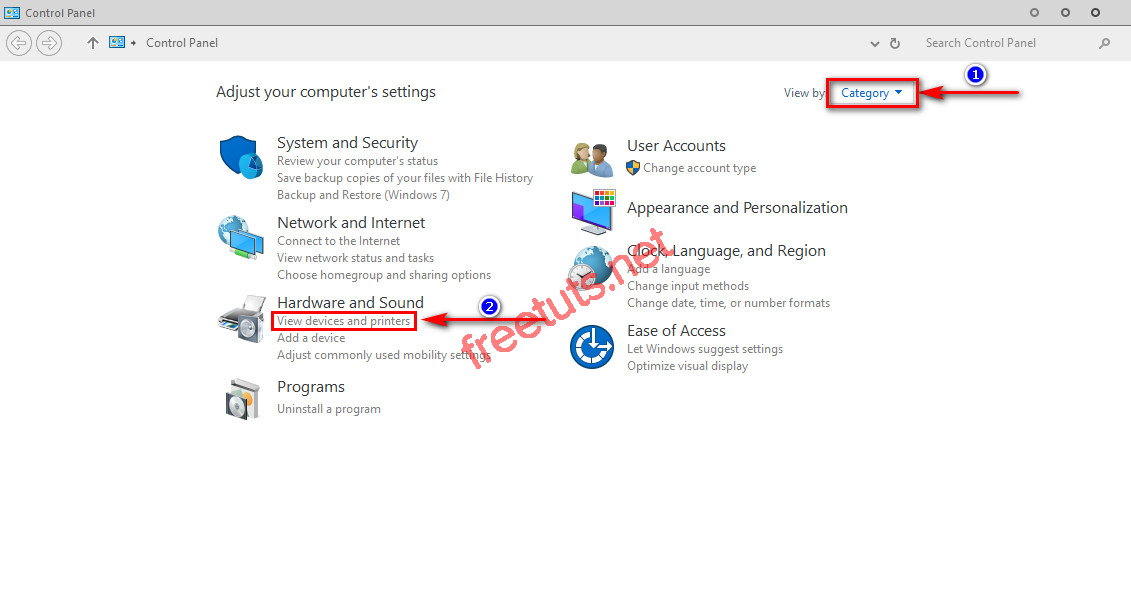 Control Panel
Control Panel
Search Control Panel
Adjust your computer's settings
View by:
Category
1
System and Security
Review your computer's status
Save backup copies of your files with File History
Backup and Restore (Windows 7)
Network and Internet
Connect to the Internet
View network status and tasks
Choose homegroup and sharing options
Hardware and Sound
View devices and printers
2
Add a device
Adjust commonly used mobility settings
Programs
Uninstall a program
User Accounts
Change account type
Appearance and Personalization
Clock, Language, and Region
Add a language
Change input methods
Change date, time, or number formats
Ease of Access
Let Windows suggest settings
Optimize visual display
freetuts.net